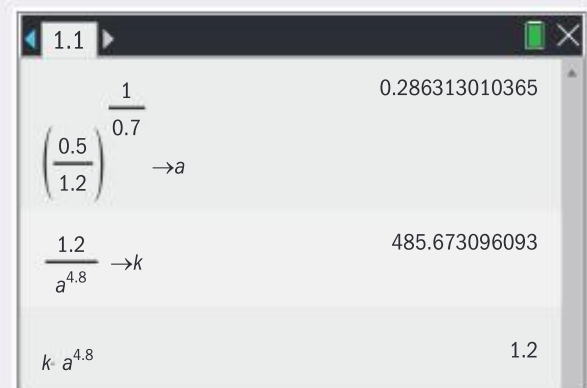 1.1
(0.5/1.2)^(1/0.7) →a
0.286313010365
1.2/a^4.8 →k
485.673096093
k· a^4.8
1.2